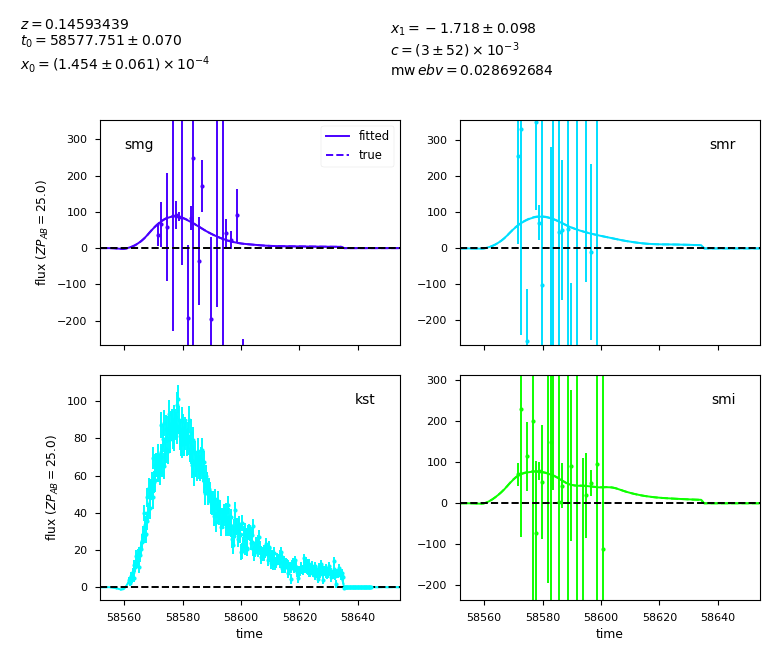 z = 0.14593439
t₀ = 58577.751 ± 0.070
x₀ = (1.454 ± 0.061) × 10⁻⁴
x₁ = −1.718 ± 0.098
c = (3 ± 52) × 10⁻³
mw ebv = 0.028692684
smg
fitted
true
300
200
100
0
−100
−200
flux (ZP_AB = 25.0)
smr
300
200
100
0
−100
−200
kst
100
80
60
40
20
0
flux (ZP_AB = 25.0)
58560 58580 58600 58620 58640
time
smi
300
200
100
0
−100
−200
58560 58580 58600 58620 58640
time